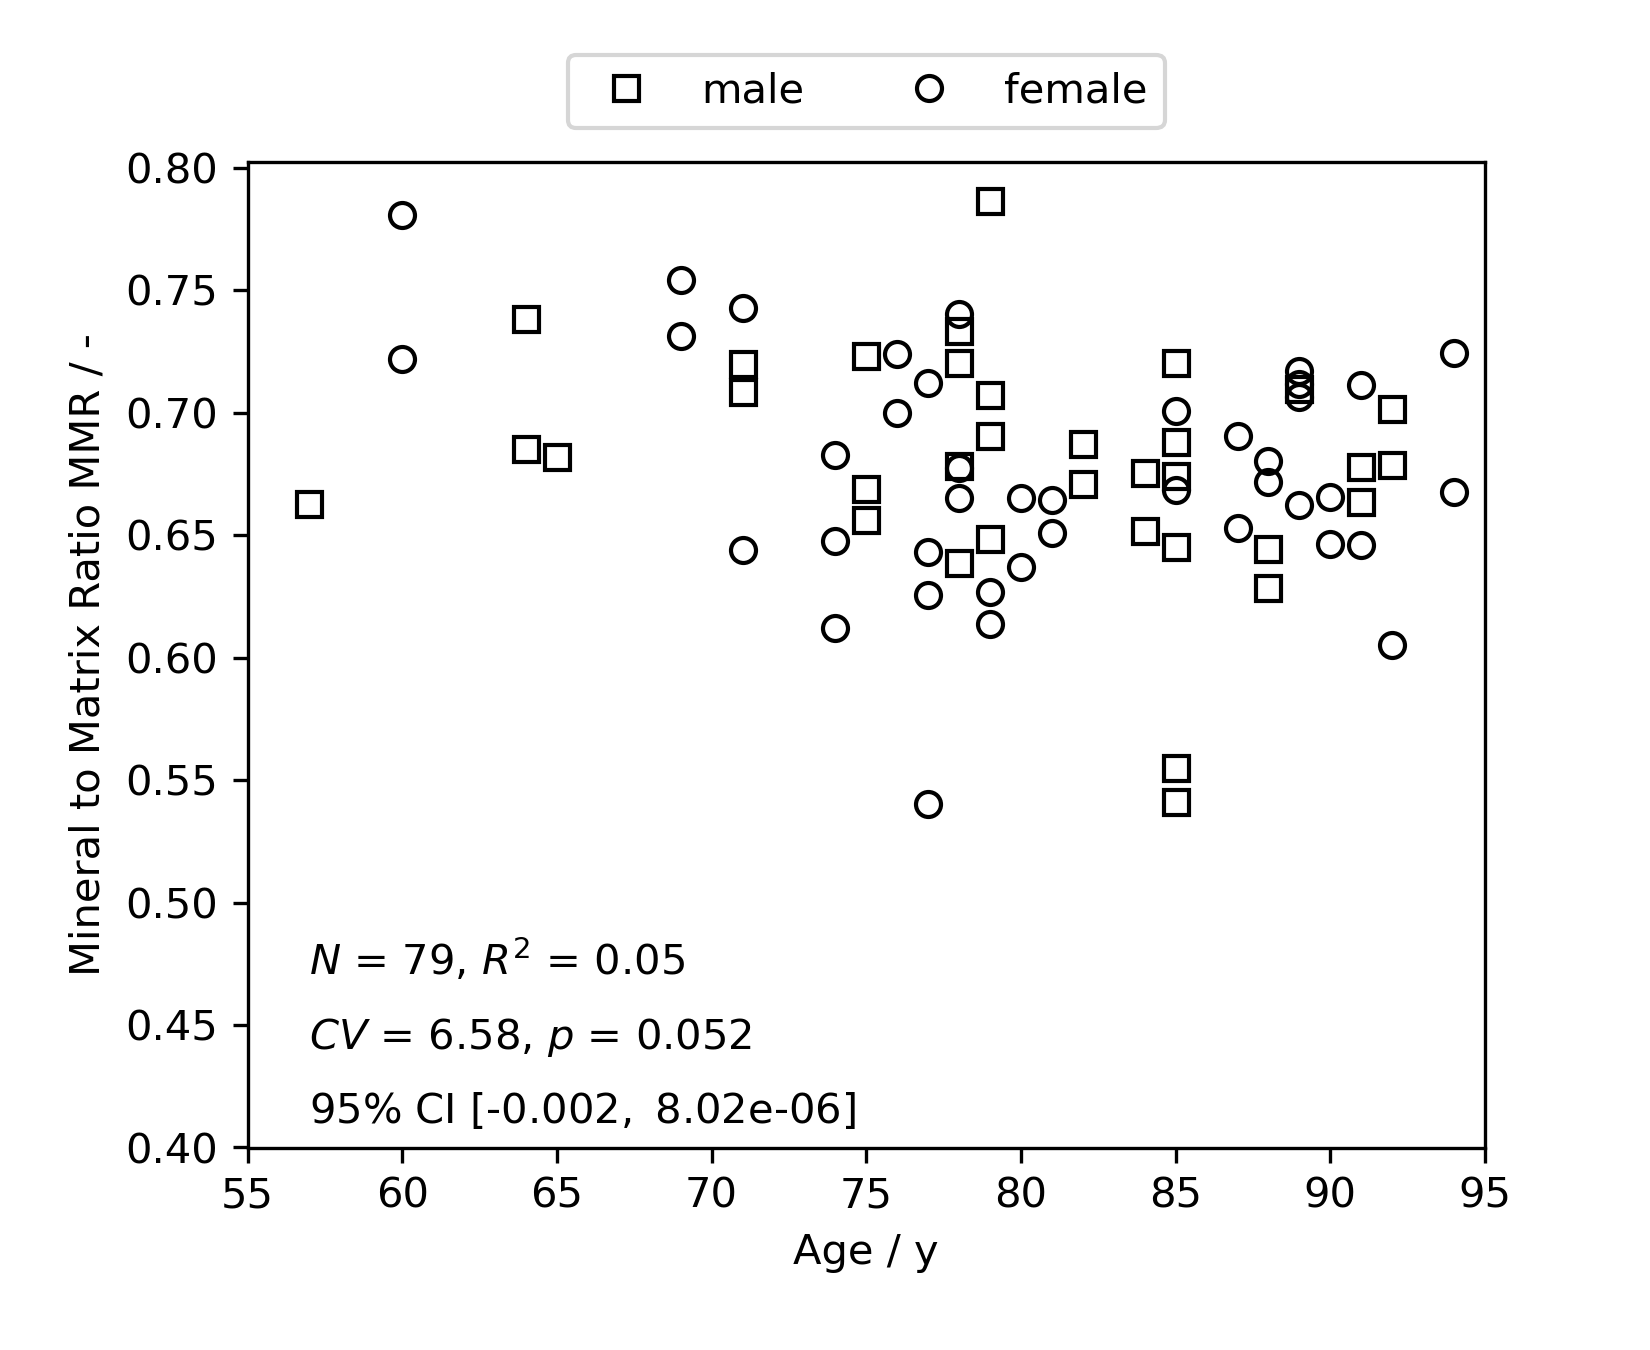 male female
0.80
0.75
0.70
0.65
0.60
0.55
0.50
0.45
0.40
Mineral to Matrix Ratio MMR / -
N = 79, R² = 0.05
CV = 6.58, p = 0.052
95% CI [-0.002, 8.02e-06]
55 60 65 70 75 80 85 90 95
Age / y